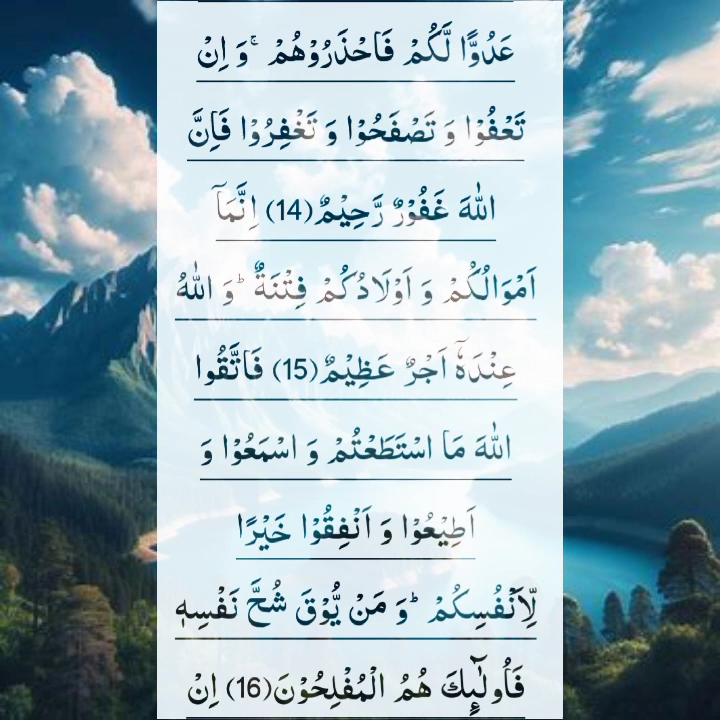 عَدُوًّا لَّكُمْ فَاحْذَرُوْهُمْ ۚ وَ اِنْ
تَعْفُوْا وَ تَصْفَحُوْا وَ تَغْفِرُوْا فَاِنَّ
اللّٰهَ غَفُوْرٌ رَّحِیْمٌ(14) اِنَّمَاۤ
اَمْوَالُكُمْ وَ اَوْلَادُكُمْ فِتْنَةٌ ؕ وَ اللّٰهُ
عِنْدَهٗۤ اَجْرٌ عَظِیْمٌ(15) فَاتَّقُوا
اللّٰهَ مَا اسْتَطَعْتُمْ وَ اسْمَعُوْا وَ
اَطِیْعُوْا وَ اَنْفِقُوْا خَیْرًا
لِّاَنْفُسِكُمْ ؕ وَ مَنْ یُّوْقَ شُحَّ نَفْسِهٖ
فَاُولٰٓىٕكَ هُمُ الْمُفْلِحُوْنَ(16) اِنْ